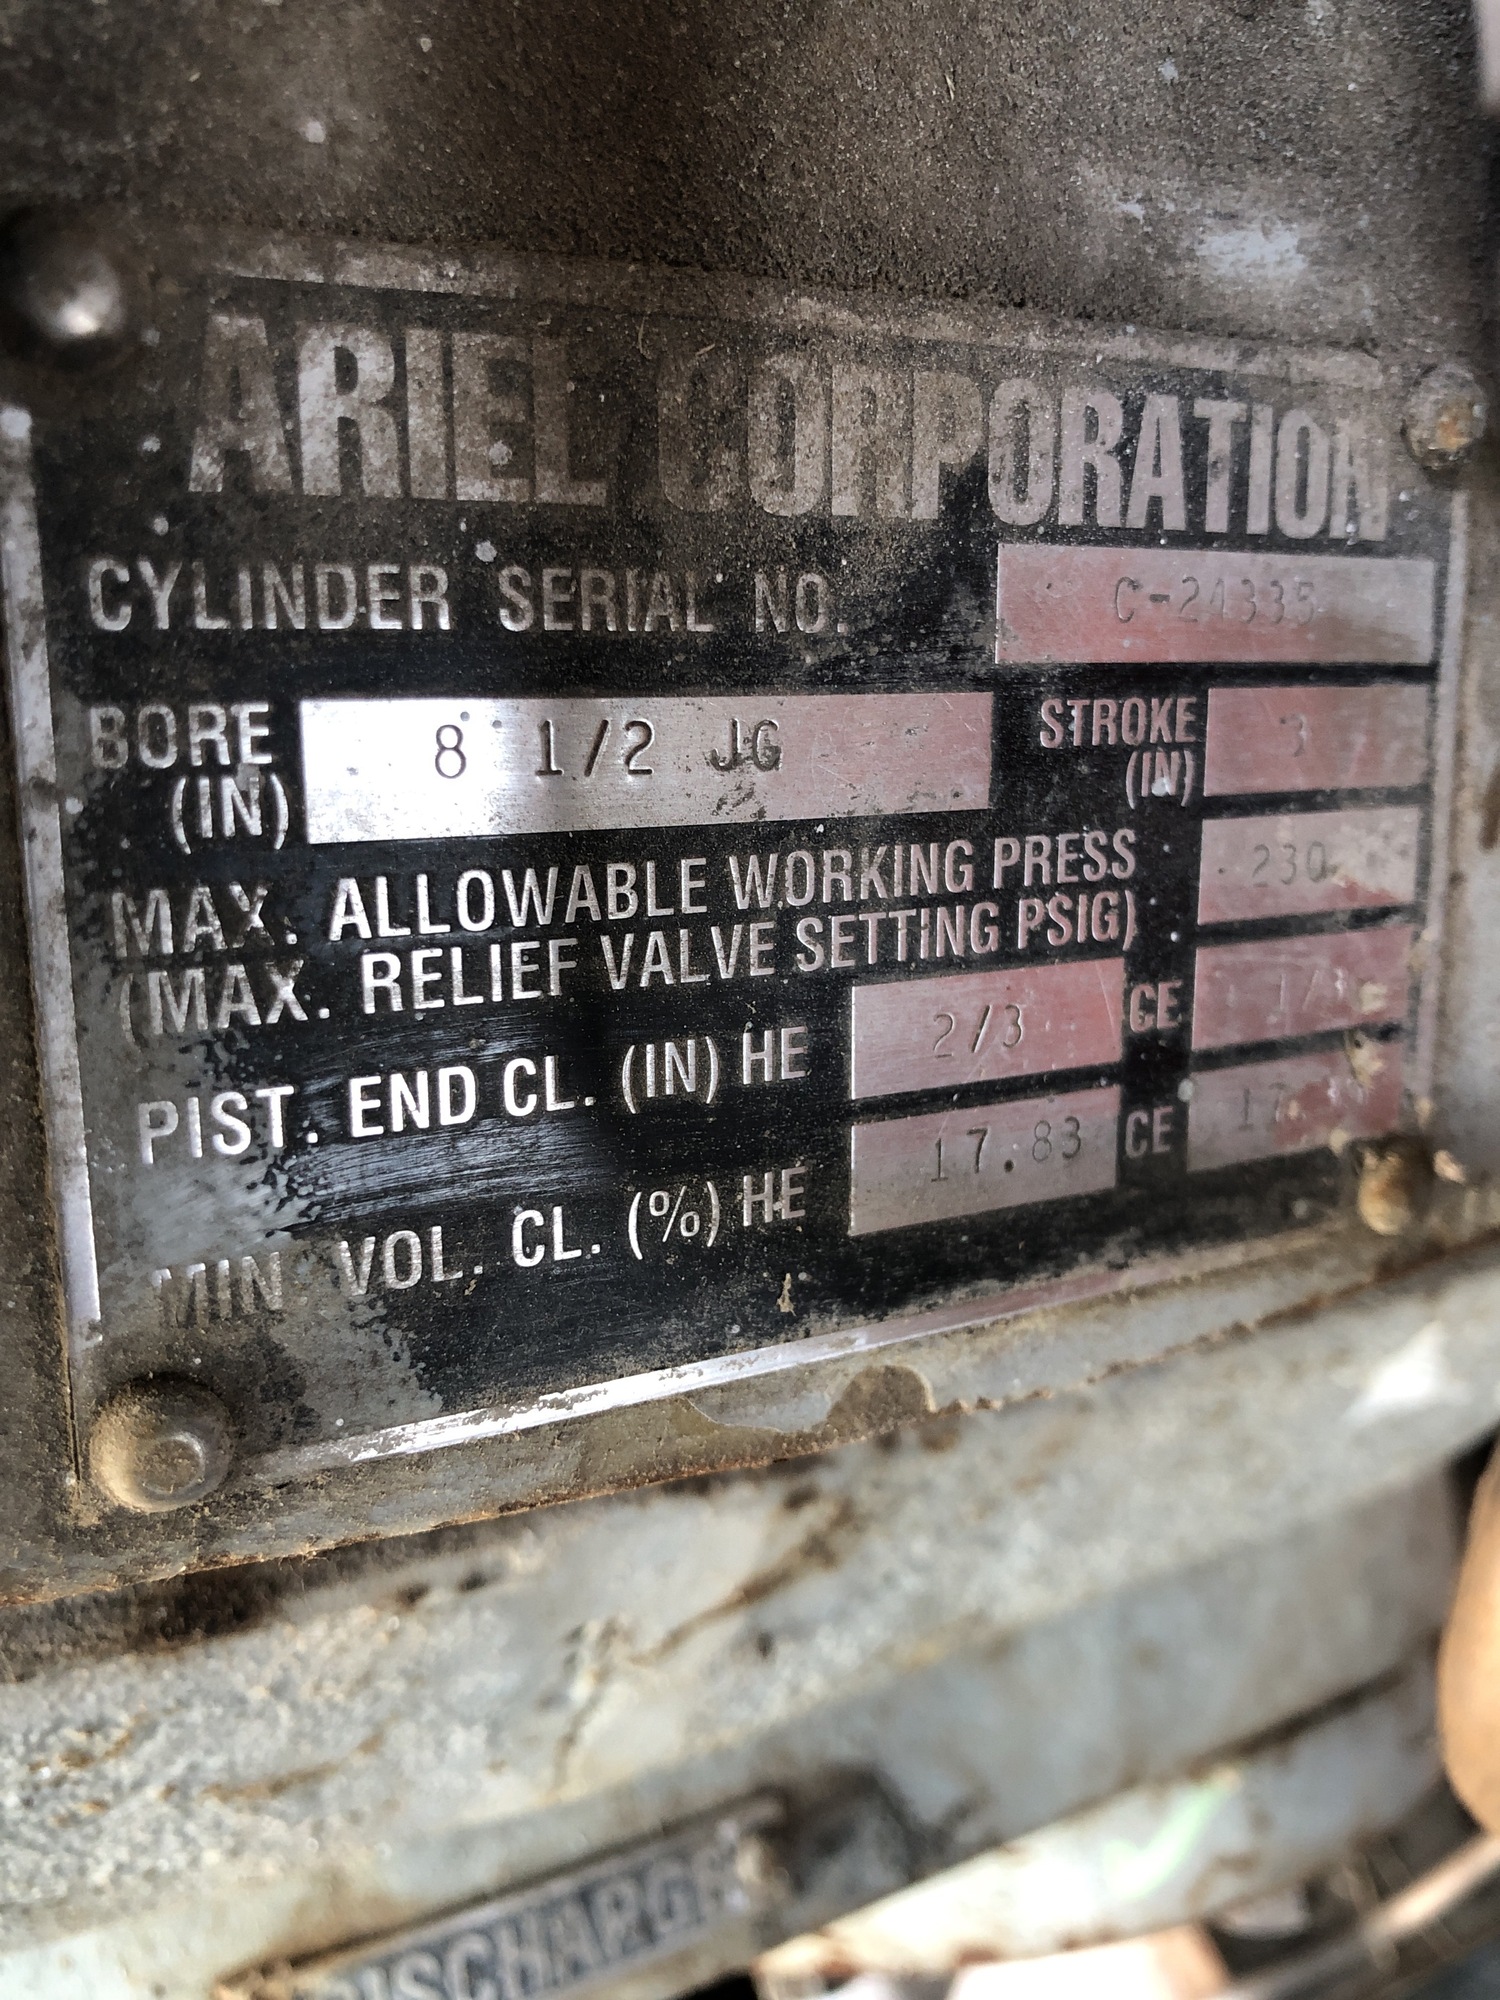 ARIEL CORPORATION
CYLINDER SERIAL NO. C-24335
BORE (IN) 8 1/2 JG STROKE (IN) 3
MAX. ALLOWABLE WORKING PRESS 230
(MAX. RELIEF VALVE SETTING PSIG)
PIST. END CL. (IN) HE 2/3 CE
MIN. VOL. CL. (%) HE 17.83 CE
DISCHARGE